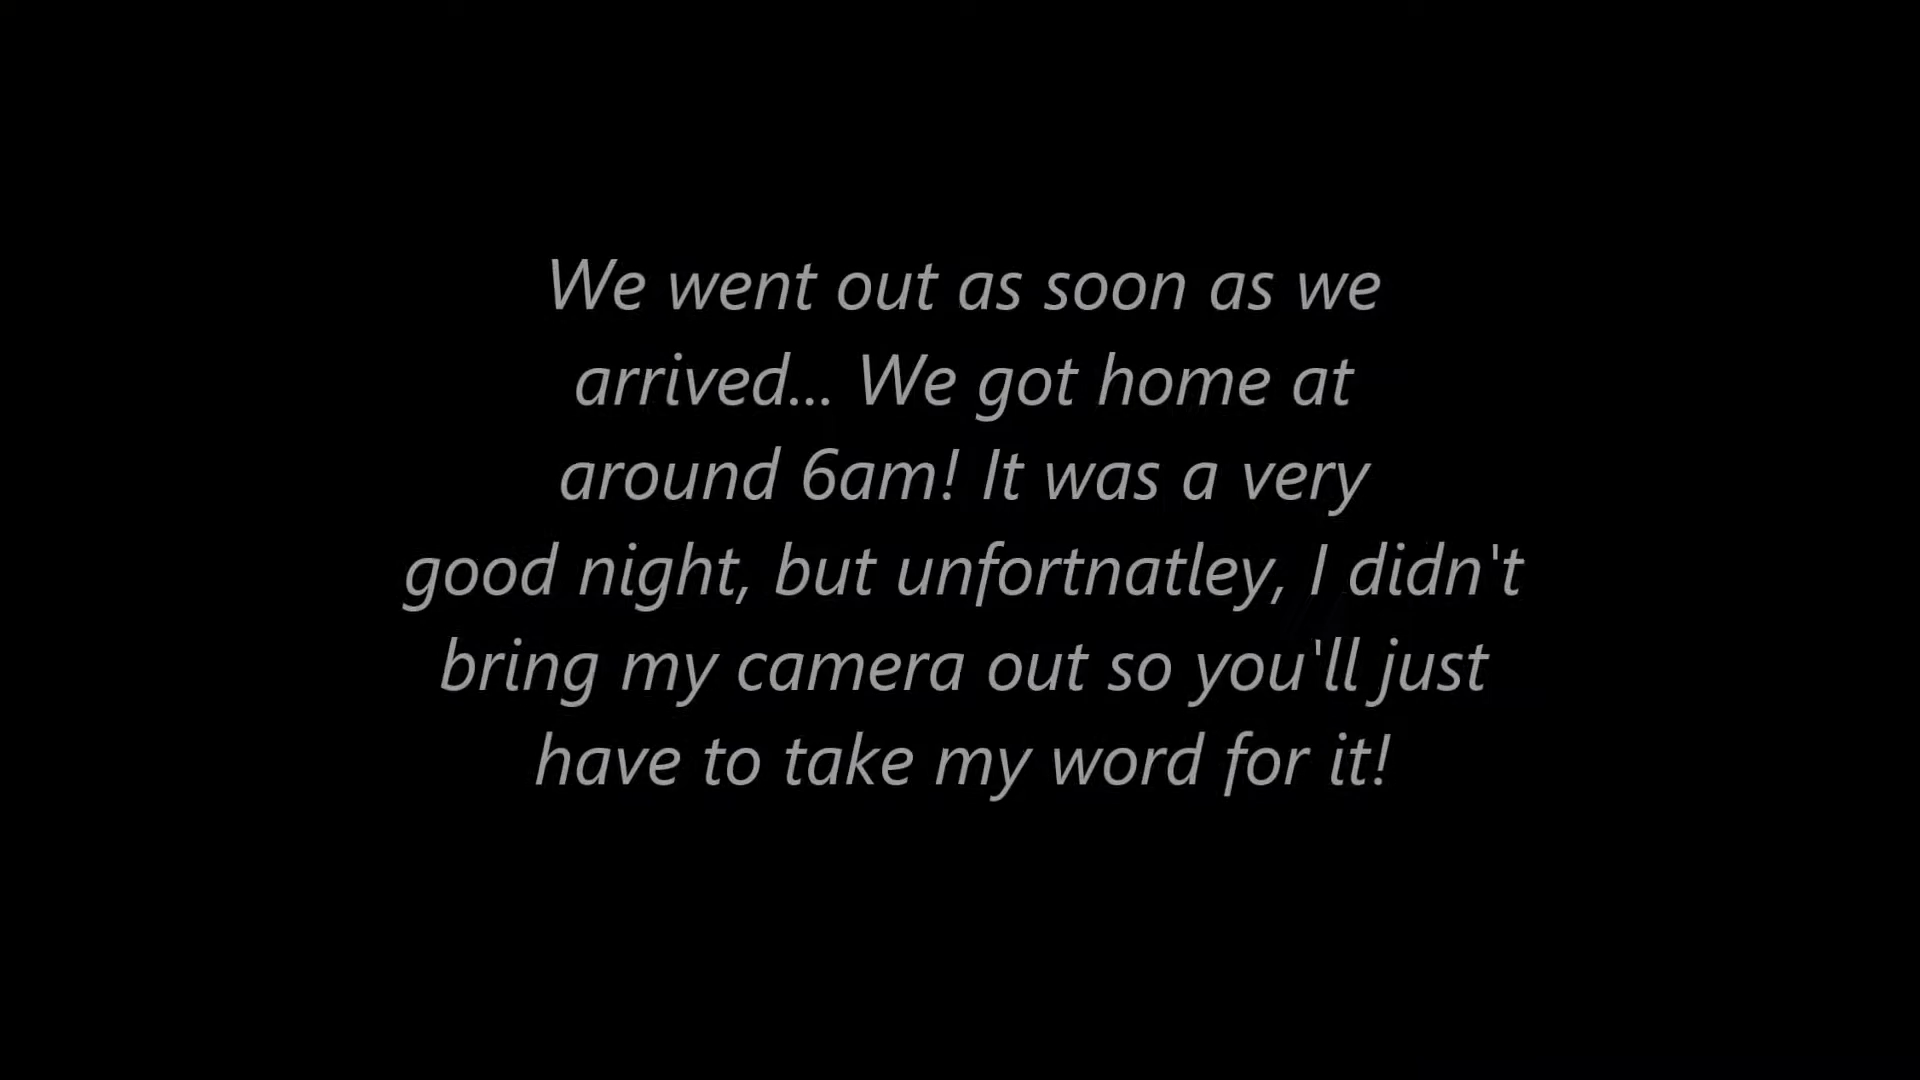 We went out as soon as we
arrived... We got home at
around 6am! It was a very
good night, but unfortnatley, I didn't
bring my camera out so you'll just
have to take my word for it!